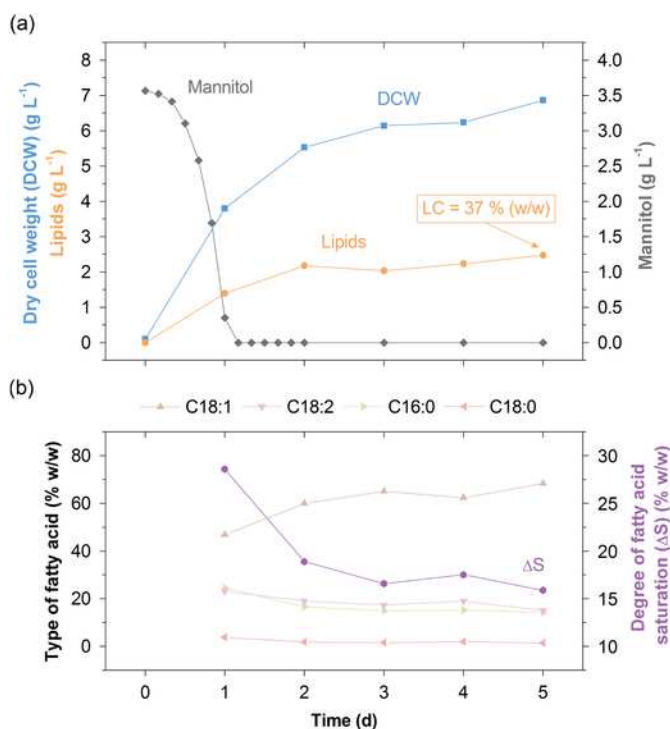 (a)
8
7
6
5
4
3
2
1
0
Dry cell weight (DCW) (g L⁻¹)
Lipids (g L⁻¹)
Mannitol
DCW
LC = 37 % (w/w)
Lipids
4.0
3.5
3.0
2.5
2.0
1.5
1.0
0.5
0.0
Mannitol (g L⁻¹)
(b)
C18:1 C18:2 C16:0 C18:0
80
60
40
20
0
Type of fatty acid (% w/w)
ΔS
30
25
20
15
10
Degree of fatty acid
saturation (ΔS) (% w/w)
0 1 2 3 4 5
Time (d)